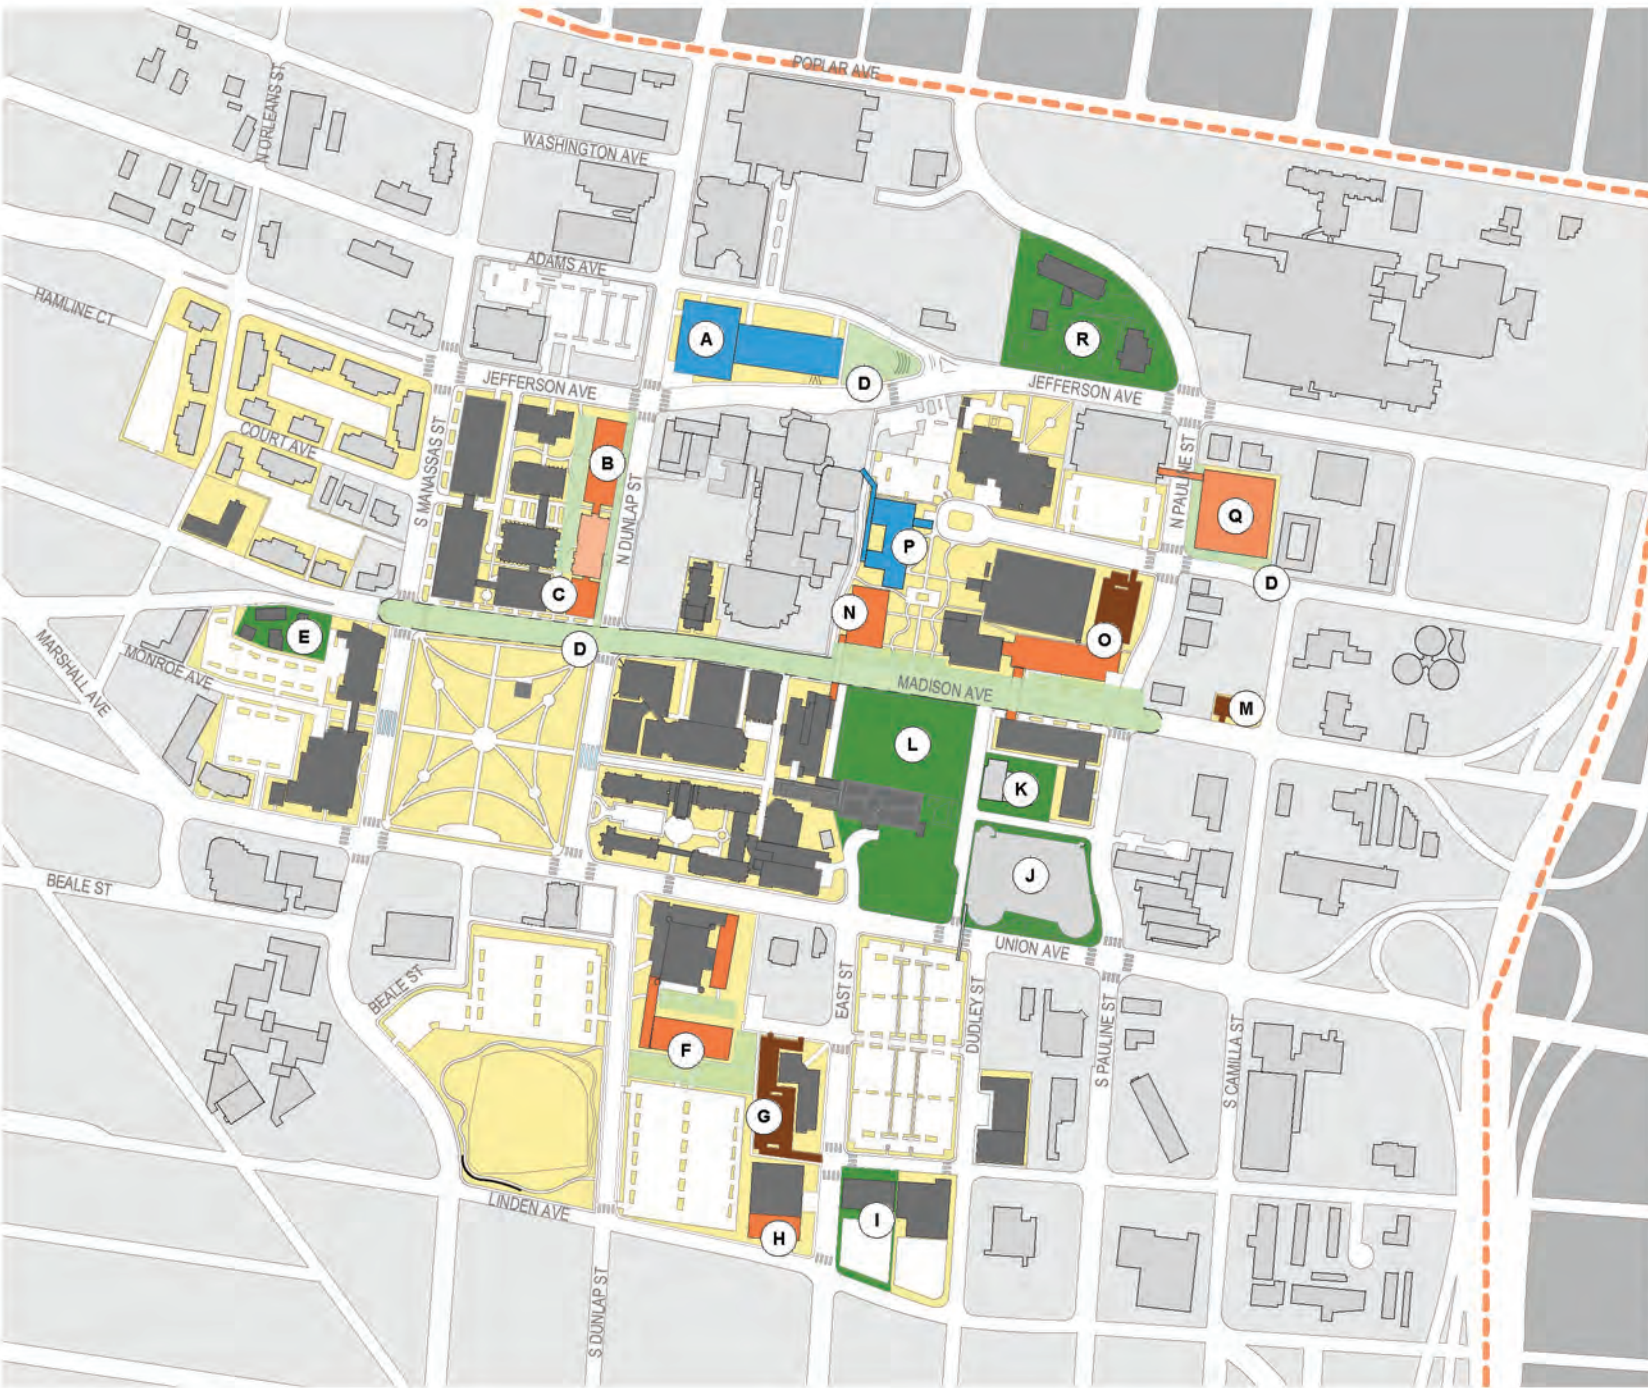 POPLAR AVE
N ORLEANS ST
WASHINGTON AVE
ADAMS AVE
HAMLINE CT
A
R
D
JEFFERSON AVE
JEFFERSON AVE
COURT AVE
S MANASSAS ST
B
N DUNLAP ST
N PAULINE ST
Q
P
D
C
N
E
O
D
MARSHALL AVE
MONROE AVE
MADISON AVE
M
L
K
J
BEALE ST
UNION AVE
BEALE ST
EAST ST
DUDLEY ST
S PAULINE ST
S CAMILLA ST
F
G
LINDEN AVE
I
H
S DUNLAP ST